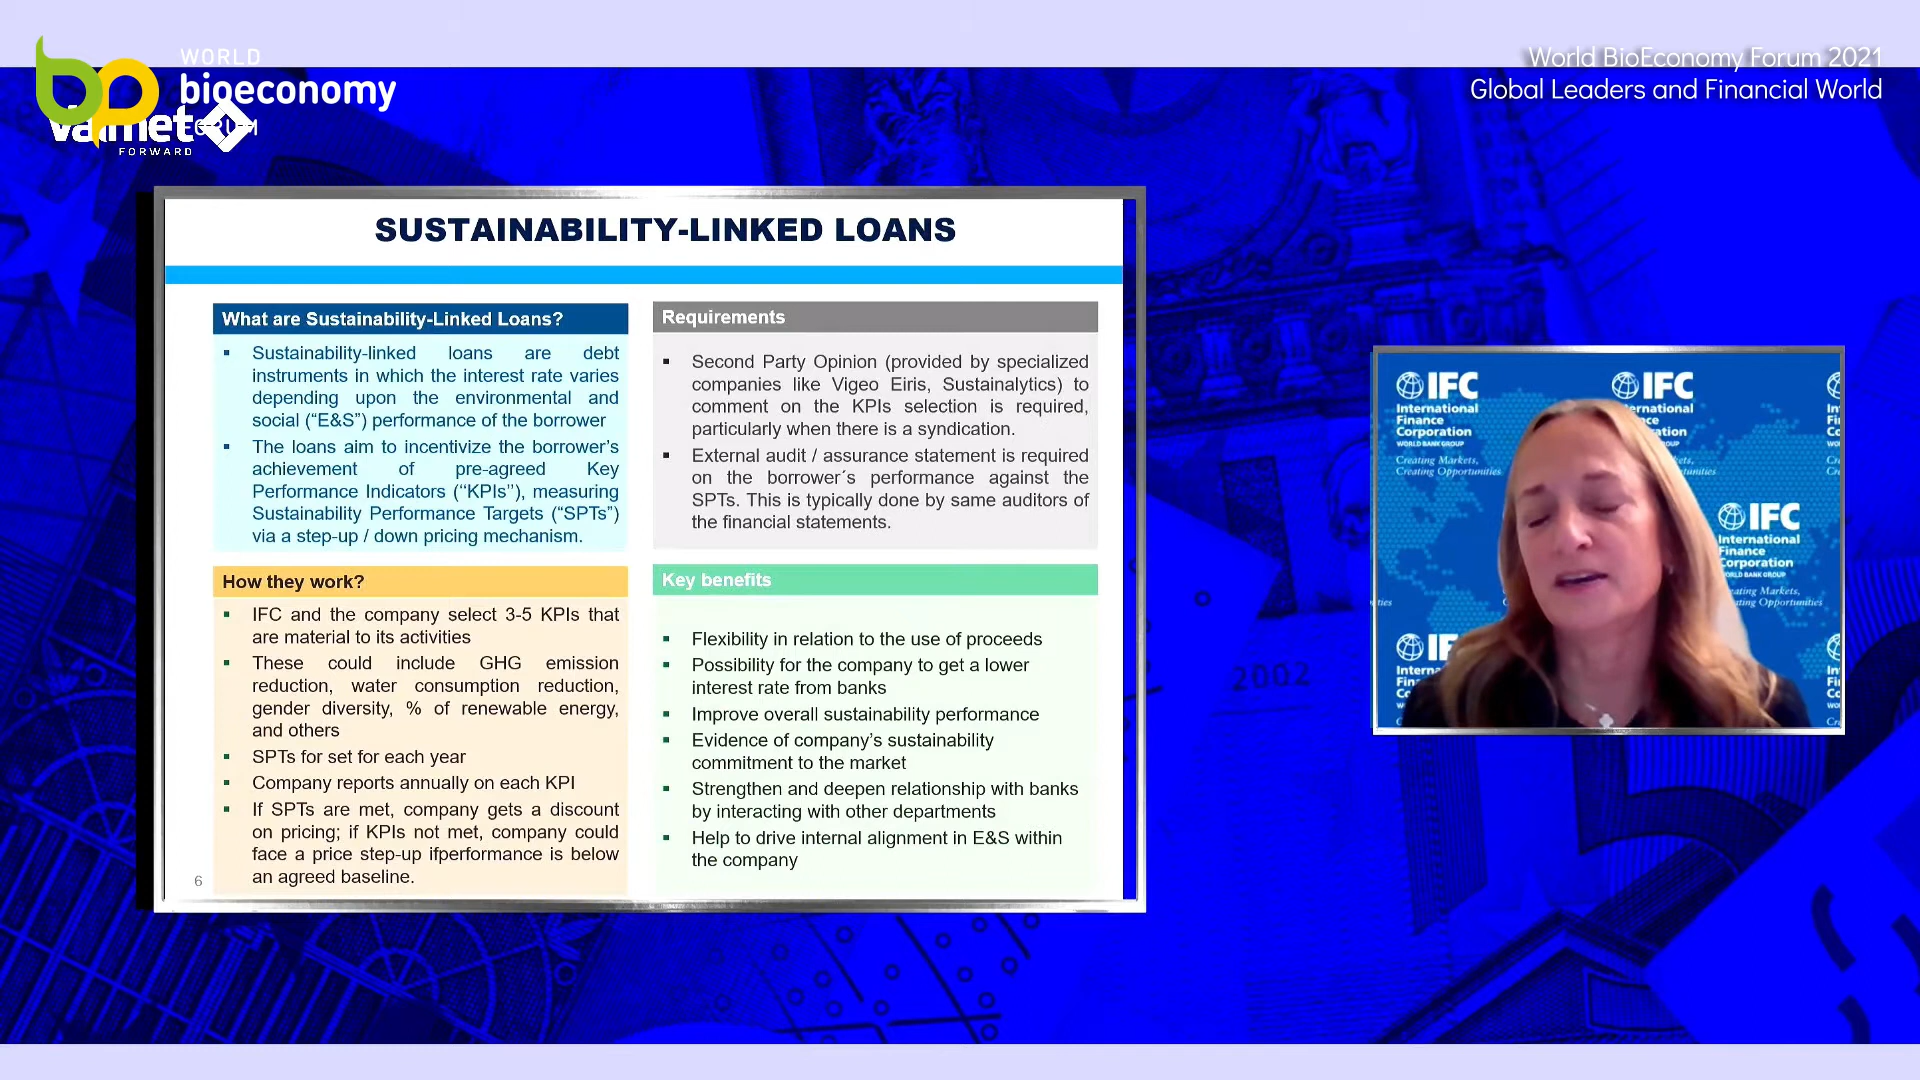 WORLD
bioeconomy
FORUM
Valmet
FORWARD
World BioEconomy Forum 2021
Global Leaders and Financial World
SUSTAINABILITY-LINKED LOANS
What are Sustainability-Linked Loans?
▪ Sustainability-linked loans are debt
instruments in which the interest rate varies
depending upon the environmental and
social (“E&S”) performance of the borrower
▪ The loans aim to incentivize the borrower’s
achievement of pre-agreed Key
Performance Indicators (‘‘KPIs’’), measuring
Sustainability Performance Targets (“SPTs”)
via a step-up / down pricing mechanism.
Requirements
▪ Second Party Opinion (provided by specialized
companies like Vigeo Eiris, Sustainalytics) to
comment on the KPIs selection is required,
particularly when there is a syndication.
▪ External audit / assurance statement is required
on the borrower´s performance against the
SPTs. This is typically done by same auditors of
the financial statements.
How they work?
▪ IFC and the company select 3-5 KPIs that
are material to its activities
▪ These could include GHG emission
reduction, water consumption reduction,
gender diversity, % of renewable energy,
and others
▪ SPTs for set for each year
▪ Company reports annually on each KPI
▪ If SPTs are met, company gets a discount
on pricing; if KPIs not met, company could
face a price step-up ifperformance is below
an agreed baseline.
Key benefits
▪ Flexibility in relation to the use of proceeds
▪ Possibility for the company to get a lower
interest rate from banks
▪ Improve overall sustainability performance
▪ Evidence of company’s sustainability
commitment to the market
▪ Strengthen and deepen relationship with banks
by interacting with other departments
▪ Help to drive internal alignment in E&S within
the company
6
IFC
International
Finance
Corporation
WORLD BANK GROUP
Creating Markets,
Creating Opportunities
IFC
IFC
International
Finance
Corporation
WORLD BANK GROUP
2002